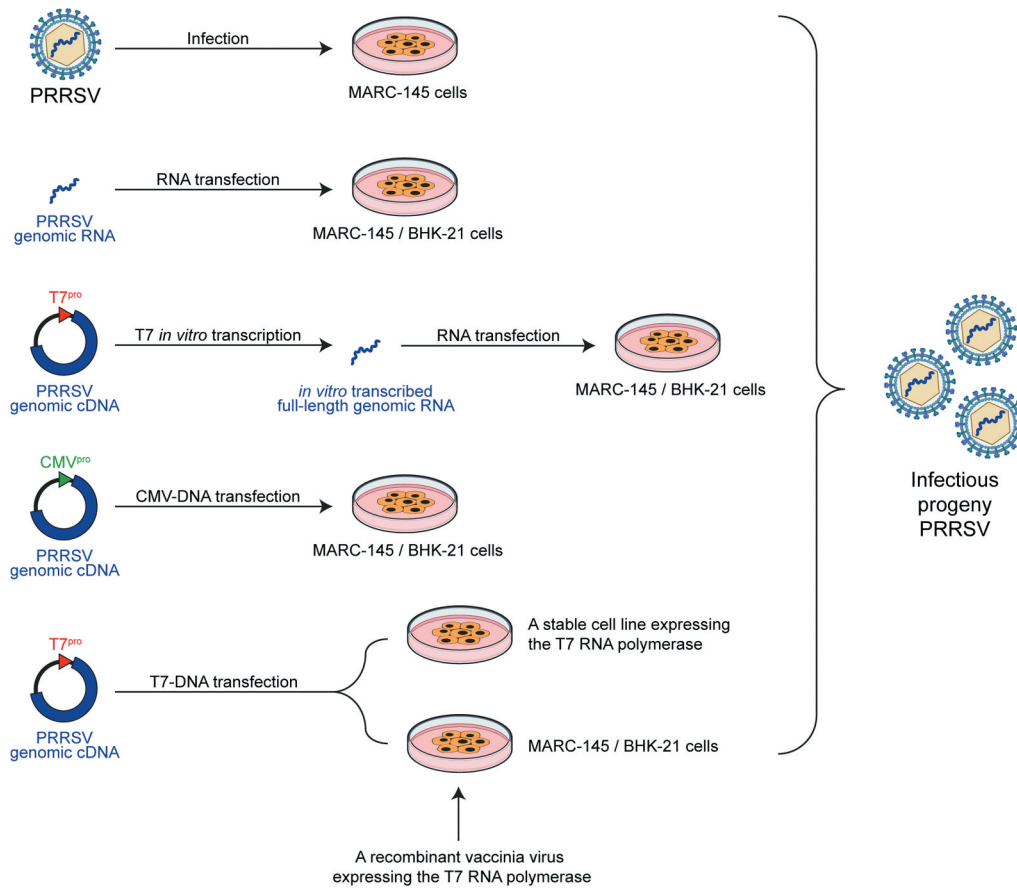 Infection
PRRSV
MARC-145 cells
RNA transfection
PRRSV
genomic RNA
MARC-145 / BHK-21 cells
T7pro
T7 in vitro transcription
RNA transfection
PRRSV
genomic cDNA
in vitro transcribed
full-length genomic RNA
MARC-145 / BHK-21 cells
CMVpro
CMV-DNA transfection
PRRSV
genomic cDNA
MARC-145 / BHK-21 cells
Infectious
progeny
PRRSV
T7pro
T7-DNA transfection
PRRSV
genomic cDNA
A stable cell line expressing
the T7 RNA polymerase
MARC-145 / BHK-21 cells
A recombinant vaccinia virus
expressing the T7 RNA polymerase